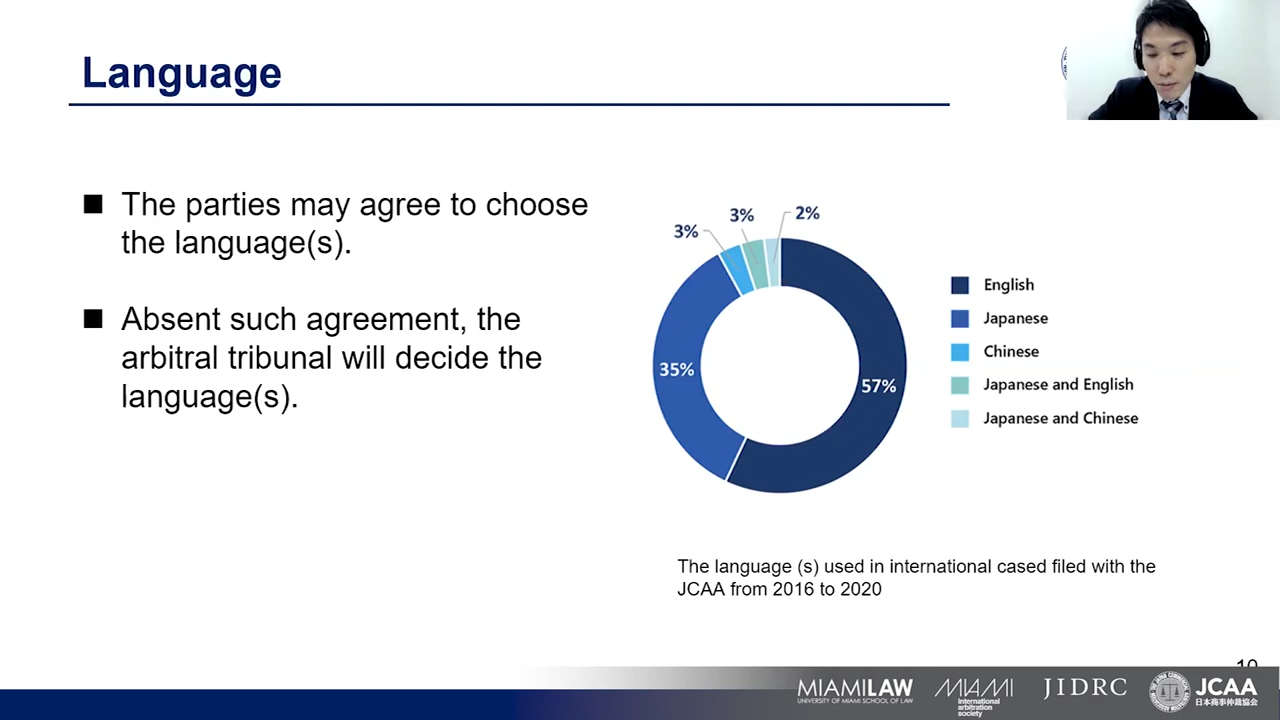 Language
The parties may agree to choose
the language(s).
Absent such agreement, the
arbitral tribunal will decide the
language(s).
3%
3%
2%
35%
57%
English
Japanese
Chinese
Japanese and English
Japanese and Chinese
The language (s) used in international cased filed with the
JCAA from 2016 to 2020
10
MIAMILAW
UNIVERSITY OF MIAMI SCHOOL OF LAW
MIAMI
international
arbitration
society
JIDRC
JCAA
日本商事仲裁協会